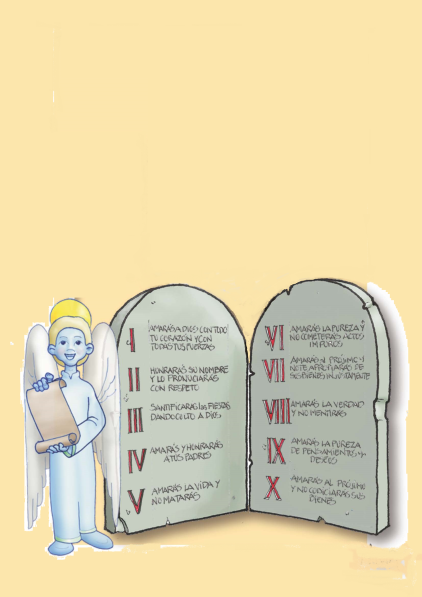 I
AMARÁS A DIOS CON TODO
TU CORAZÓN Y CON
TODAS TUS FUERZAS
II
HONRARÁS SU NOMBRE
Y LO PRONUCIARÁS
CON RESPETO
III
SANTIFICARÁS LAS FIESTAS
DANDO CULTO A DIOS
IV
AMARÁS Y HONRARÁS
A TUS PADRES
V
AMARÁS LA VIDA Y
NO MATARÁS
VI
AMARÁS LA PUREZA Y
NO COMETERÁS ACTOS
IMPUROS
VII
AMARÁS AL PRÓJIMO Y
NO TE APROPIARÁS DE
SUS BIENES INJUSTAMENTE
VIII
AMARÁS LA VERDAD
Y NO MENTIRÁS
IX
AMARÁS LA PUREZA
DE PENSAMIENTOS Y
DESEOS
X
AMARÁS AL PRÓJIMO
Y NO CODICIARÁS SUS
BIENES